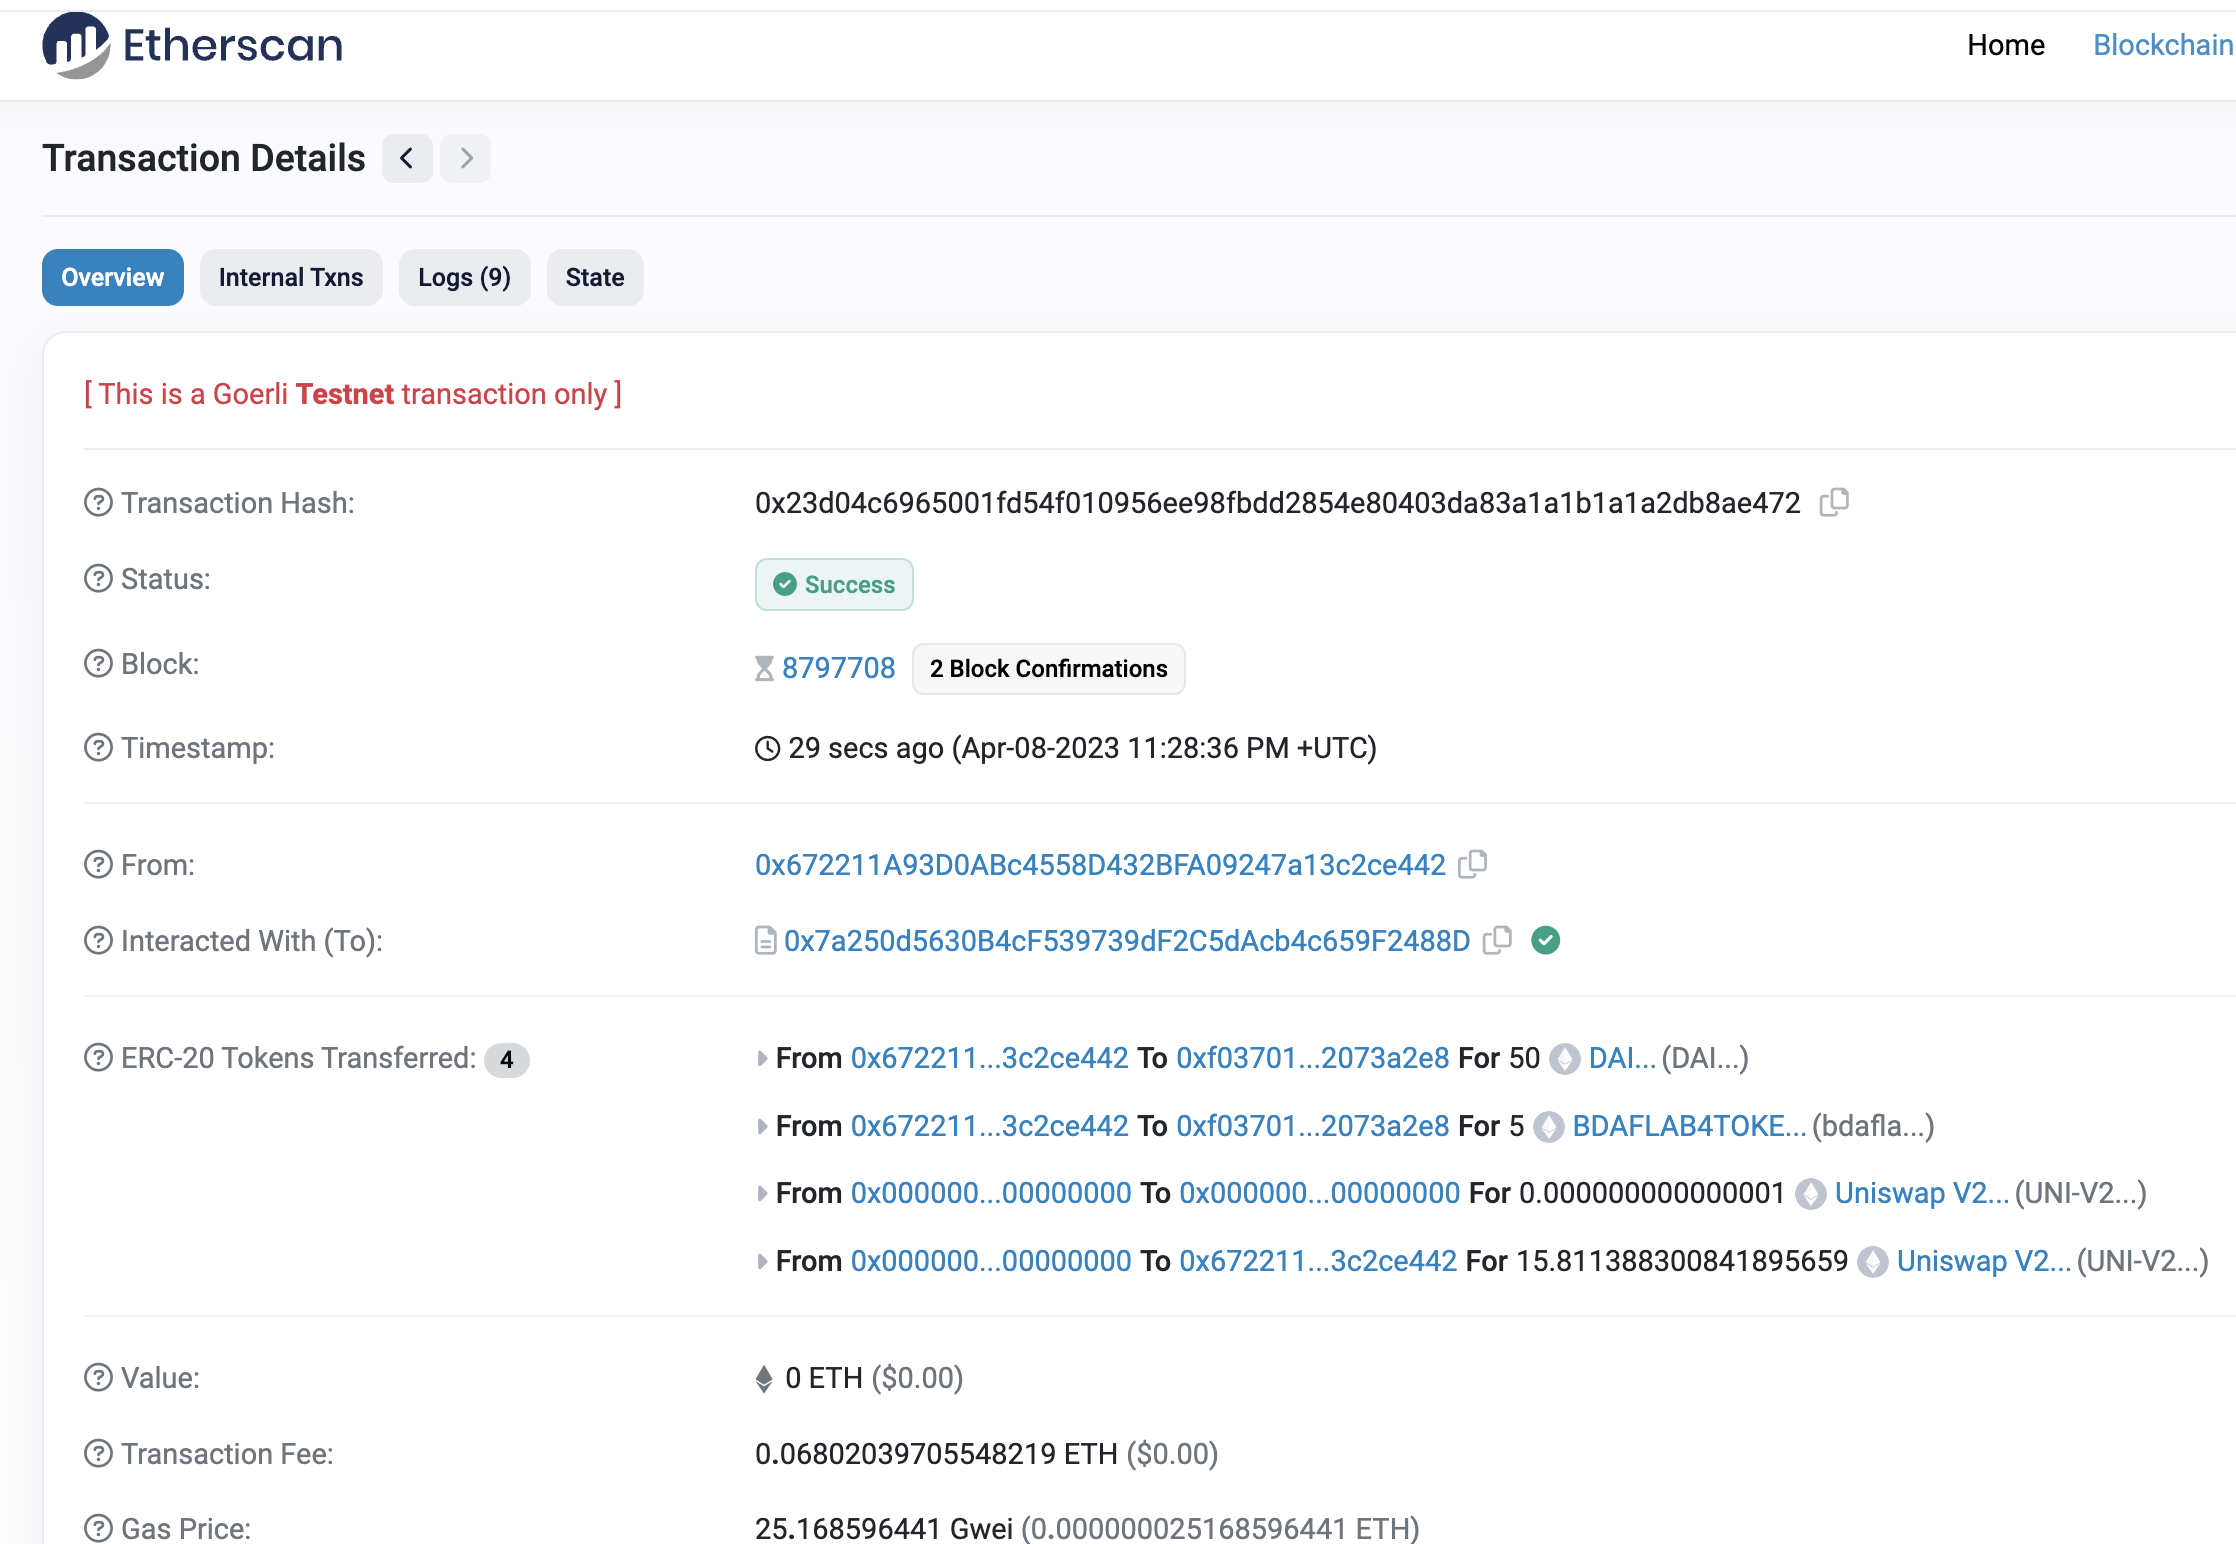 Etherscan
Home Blockchain
Transaction Details
Overview Internal Txns Logs (9) State
[ This is a Goerli Testnet transaction only ]
Transaction Hash: 0x23d04c6965001fd54f010956ee98fbdd2854e80403da83a1a1b1a1a2db8ae472
Status: Success
Block: 8797708 2 Block Confirmations
Timestamp: 29 secs ago (Apr-08-2023 11:28:36 PM +UTC)
From: 0x672211A93D0ABc4558D432BFA09247a13c2ce442
Interacted With (To): 0x7a250d5630B4cF539739dF2C5dAcb4c659F2488D
ERC-20 Tokens Transferred: 4
From 0x672211...3c2ce442 To 0xf03701...2073a2e8 For 50 DAI... (DAI...)
From 0x672211...3c2ce442 To 0xf03701...2073a2e8 For 5 BDAFLAB4TOKE... (bdafla...)
From 0x000000...00000000 To 0x000000...00000000 For 0.000000000000001 Uniswap V2... (UNI-V2...)
From 0x000000...00000000 To 0x672211...3c2ce442 For 15.811388300841895659 Uniswap V2... (UNI-V2...)
Value: 0 ETH ($0.00)
Transaction Fee: 0.06802039705548219 ETH ($0.00)
Gas Price: 25.168596441 Gwei (0.000000025168596441 ETH)